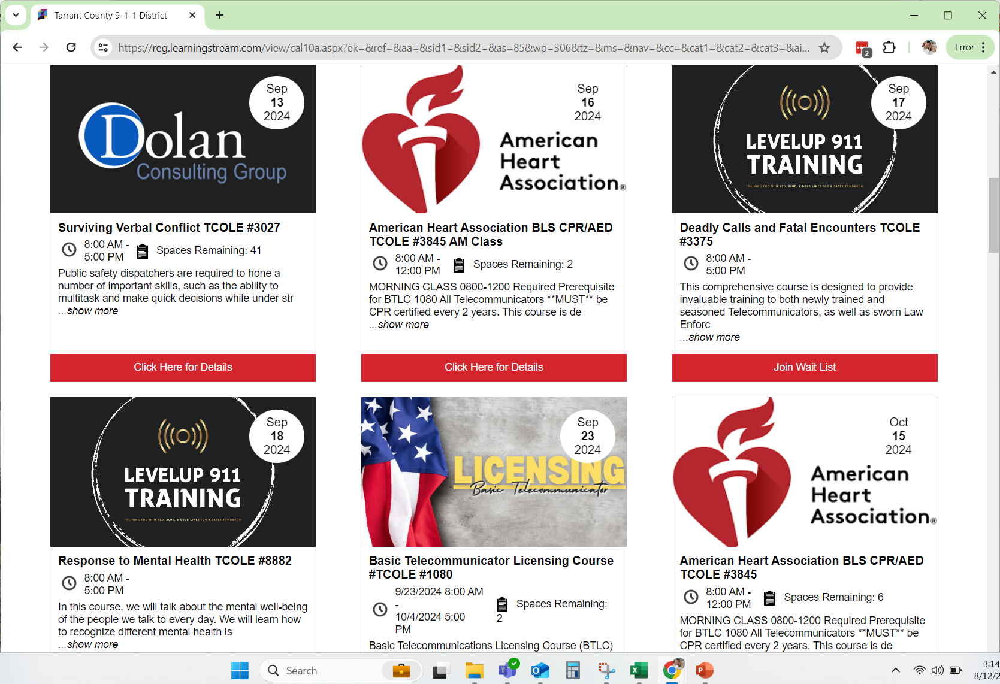 Tarrant County 9-1-1 District
https://reg.learningstream.com/view/cal10a.aspx?ek=&ref=&aa=&sid1=&sid2=&as=85&wp=306&tz=&ms=&nav=&cc=&cat1=&cat2=&cat3=&ai...
2
Error
Sep
13
2024
Dolan
Consulting Group
Surviving Verbal Conflict TCOLE #3027
8:00 AM -
5:00 PM
Spaces Remaining: 41
Public safety dispatchers are required to hone a
number of important skills, such as the ability to
multitask and make quick decisions while under str
...show more
Click Here for Details
Sep
16
2024
American
Heart
Association®
American Heart Association BLS CPR/AED
TCOLE #3845 AM Class
8:00 AM -
12:00 PM
Spaces Remaining: 2
MORNING CLASS 0800-1200 Required Prerequisite
for BTLC 1080 All Telecommunicators **MUST** be
CPR certified every 2 years. This course is de
...show more
Click Here for Details
Sep
17
2024
LEVELUP 911
TRAINING
TRAINING THE THIN RED, BLUE, & GOLD LINES FOR A SAFER TOMORROW
Deadly Calls and Fatal Encounters TCOLE
#3375
8:00 AM -
5:00 PM
This comprehensive course is designed to provide
invaluable training to both newly trained and
seasoned Telecommunicators, as well as sworn Law
Enforc
...show more
Join Wait List
Sep
18
2024
LEVELUP 911
TRAINING
TRAINING THE THIN RED, BLUE, & GOLD LINES FOR A SAFER TOMORROW
Response to Mental Health TCOLE #8882
8:00 AM -
5:00 PM
In this course, we will talk about the mental well-being
of the people we talk to every day. We will learn how
to recognize different mental health is
...show more
Sep
23
2024
LICENSING
Basic Telecommunicator
Basic Telecommunicator Licensing Course
#TCOLE #1080
9/23/2024 8:00 AM
-
10/4/2024 5:00
PM
Spaces Remaining:
2
Basic Telecommunications Licensing Course (BTLC)
Oct
15
2024
American
Heart
Association®
American Heart Association BLS CPR/AED
TCOLE #3845
8:00 AM -
12:00 PM
Spaces Remaining: 6
MORNING CLASS 0800-1200 Required Prerequisite
for BTLC 1080 All Telecommunicators **MUST** be
CPR certified every 2 years. This course is de
Search
3:14
8/12/2